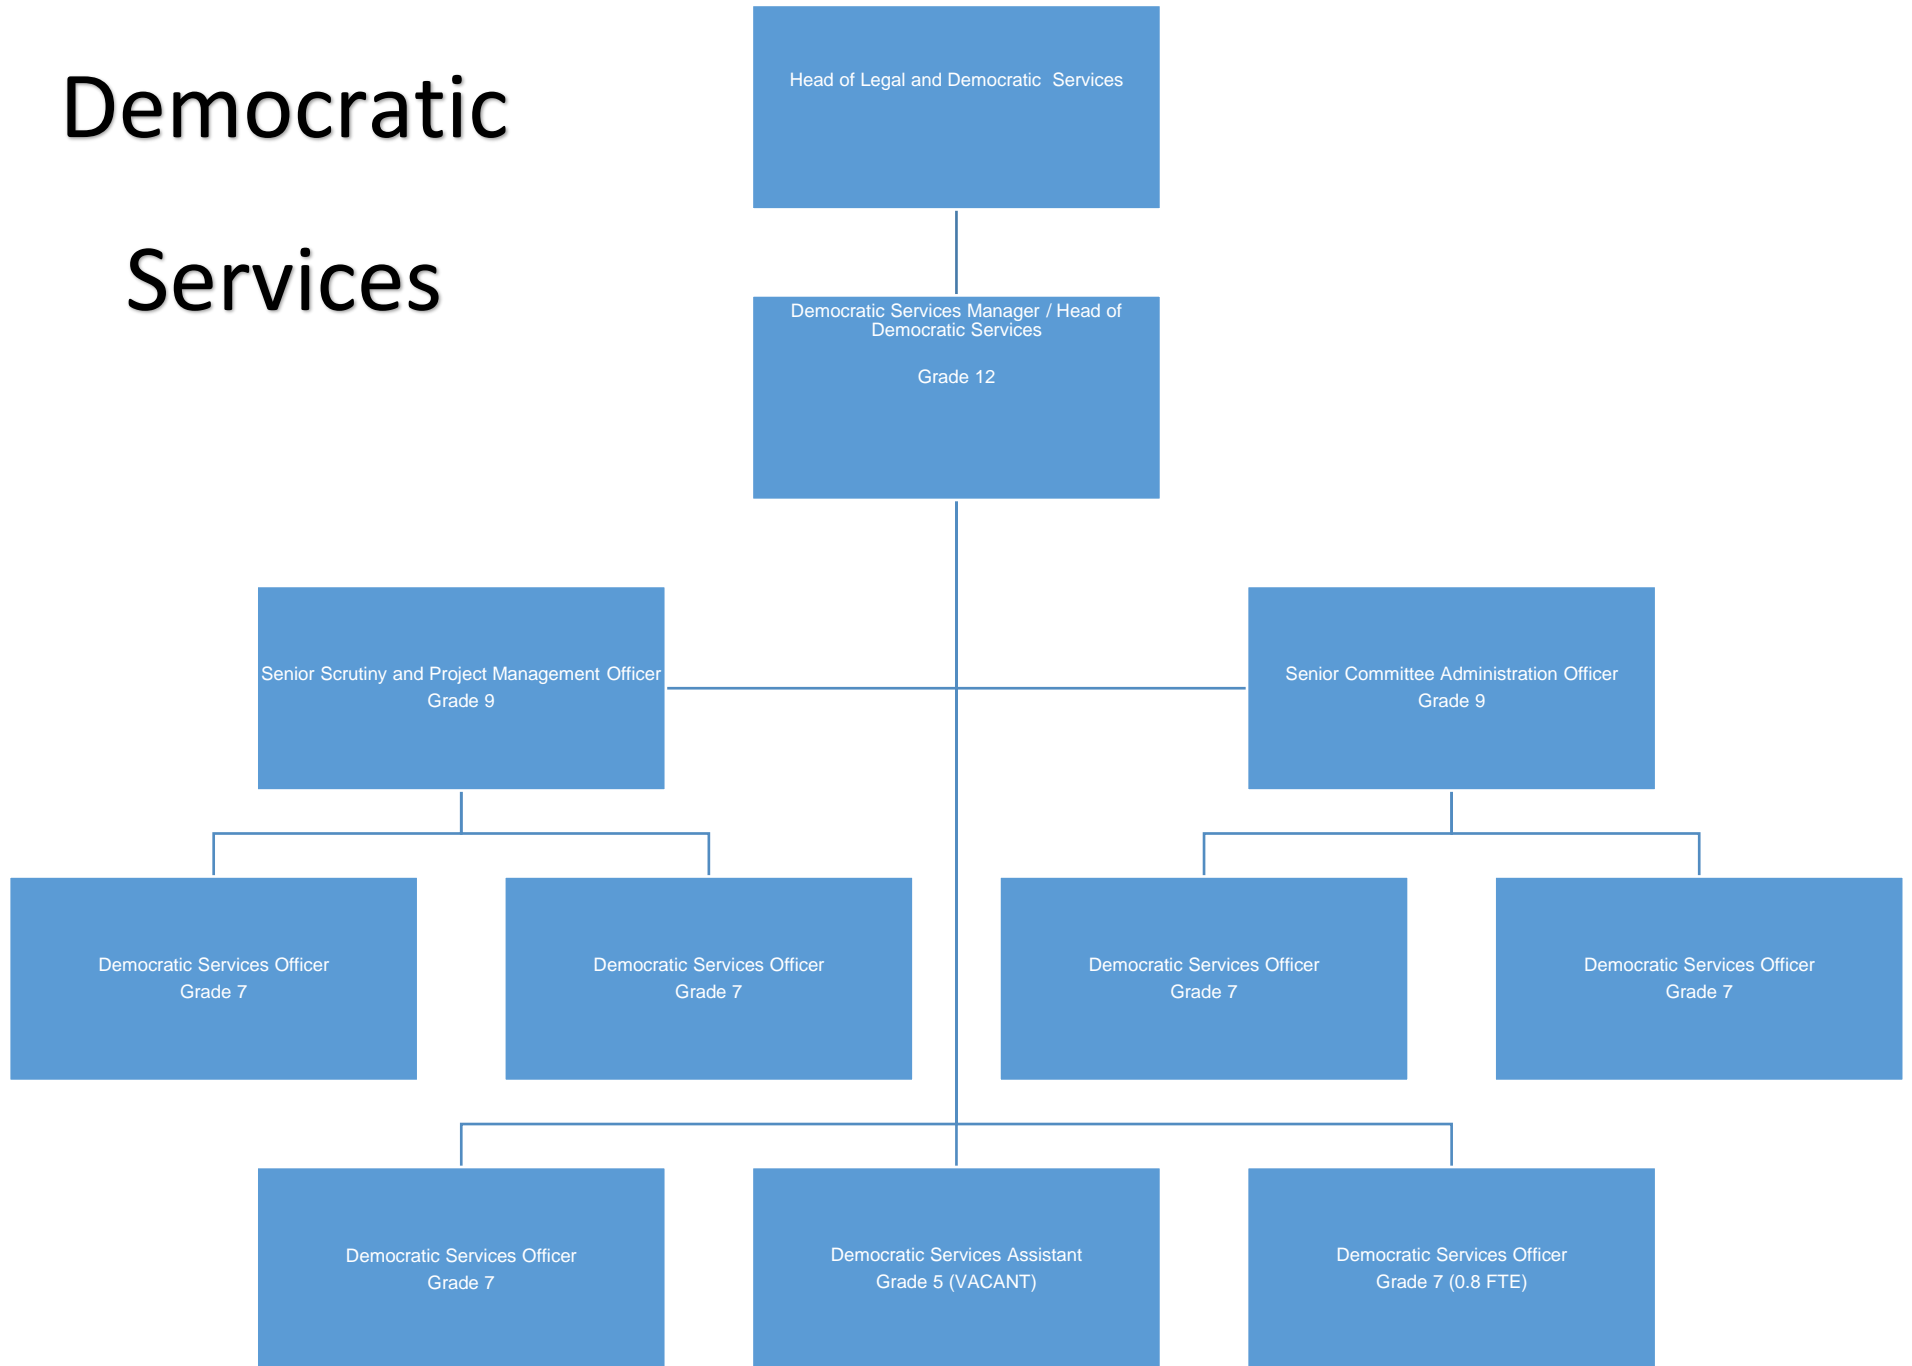 Democratic
Services
Head of Legal and Democratic  Services
Democratic Services Manager / Head of
Democratic Services
Grade 12
Senior Scrutiny and Project Management Officer
Grade 9
Senior Committee Administration Officer
Grade 9
Democratic Services Officer
Grade 7
Democratic Services Officer
Grade 7
Democratic Services Officer
Grade 7
Democratic Services Officer
Grade 7
Democratic Services Officer
Grade 7
Democratic Services Assistant
Grade 5 (VACANT)
Democratic Services Officer
Grade 7 (0.8 FTE)